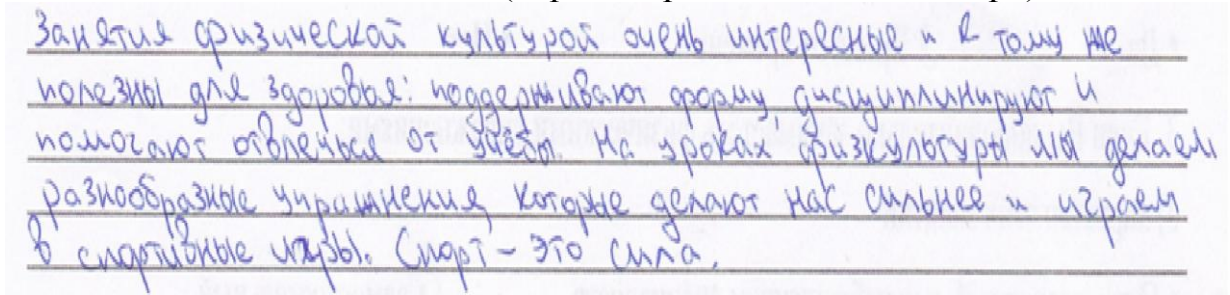 Занятия физической культурой очень интересные и к тому же
полезны для здоровья: поддерживают форму, дисциплинируют и
помогают отвлечься от учёбы. На уроках физкультуры мы делаем
разнообразные упражнения, которые делают нас сильнее и играем
в спортивные игры. Спорт – это сила.